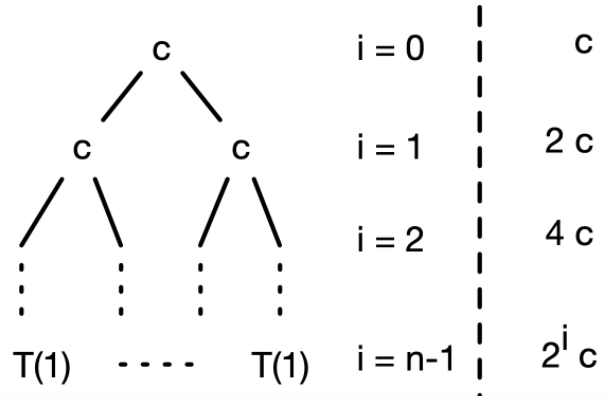 c i = 0 c
c c i = 1 2 c
i = 2 4 c
T(1) T(1) i = n-1 2^i c